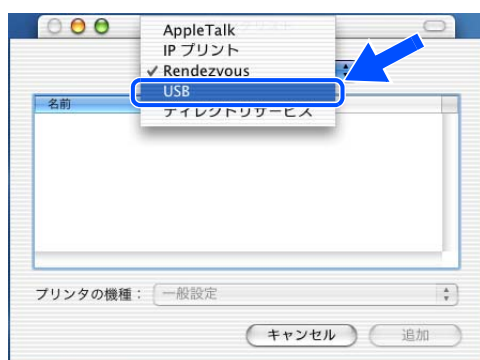 AppleTalk
IP プリント
✓ Rendezvous
USB
ディレクトリサービス
名前
プリンタの機種：
一般設定
キャンセル
追加